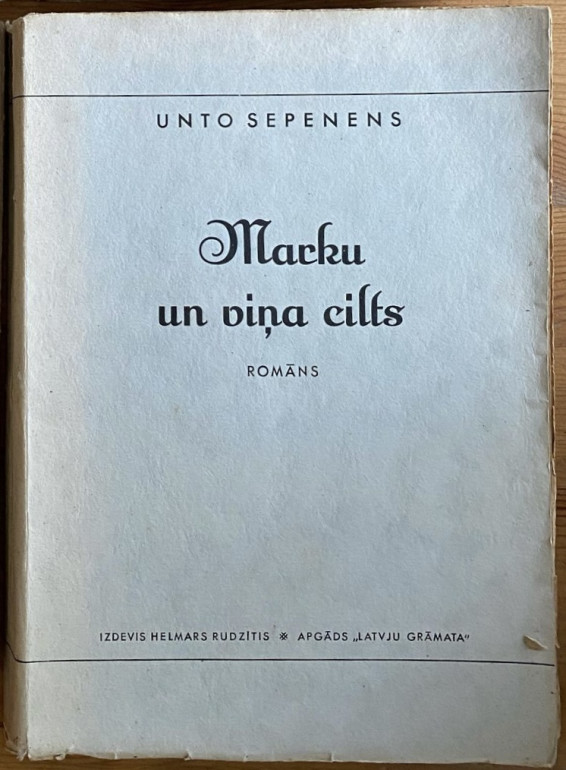 UNTO SEPENENS
Marku
un viņa cilts
ROMĀNS
IZDEVIS HELMARS RUDZĪTIS ※ APGĀDS „LATVJU GRĀMATA"